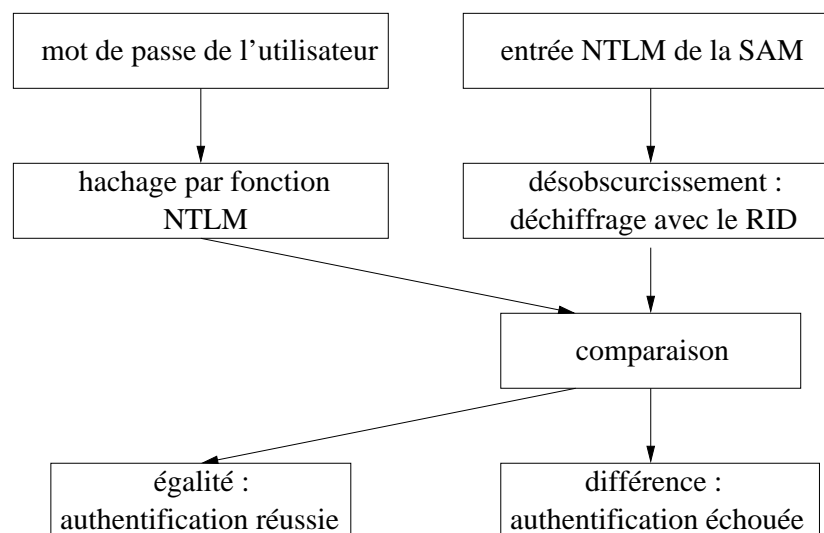 mot de passe de l'utilisateur
entrée NTLM de la SAM
hachage par fonction
NTLM
désobscurcissement :
déchiffrage avec le RID
comparaison
égalité :
authentification réussie
différence :
authentification échouée